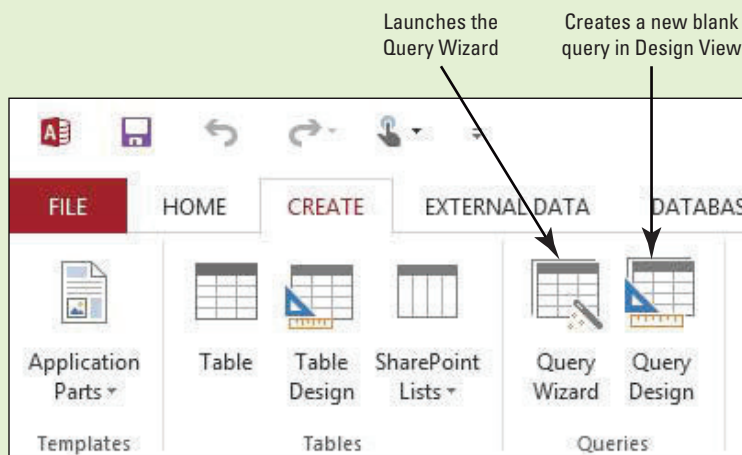 Launches the
Query Wizard
Creates a new blank
query in Design View
FILE HOME CREATE EXTERNAL DATA DATABAS
Application
Parts
Table
Table
Design
SharePoint
Lists
Query
Wizard
Query
Design
Templates Tables Queries